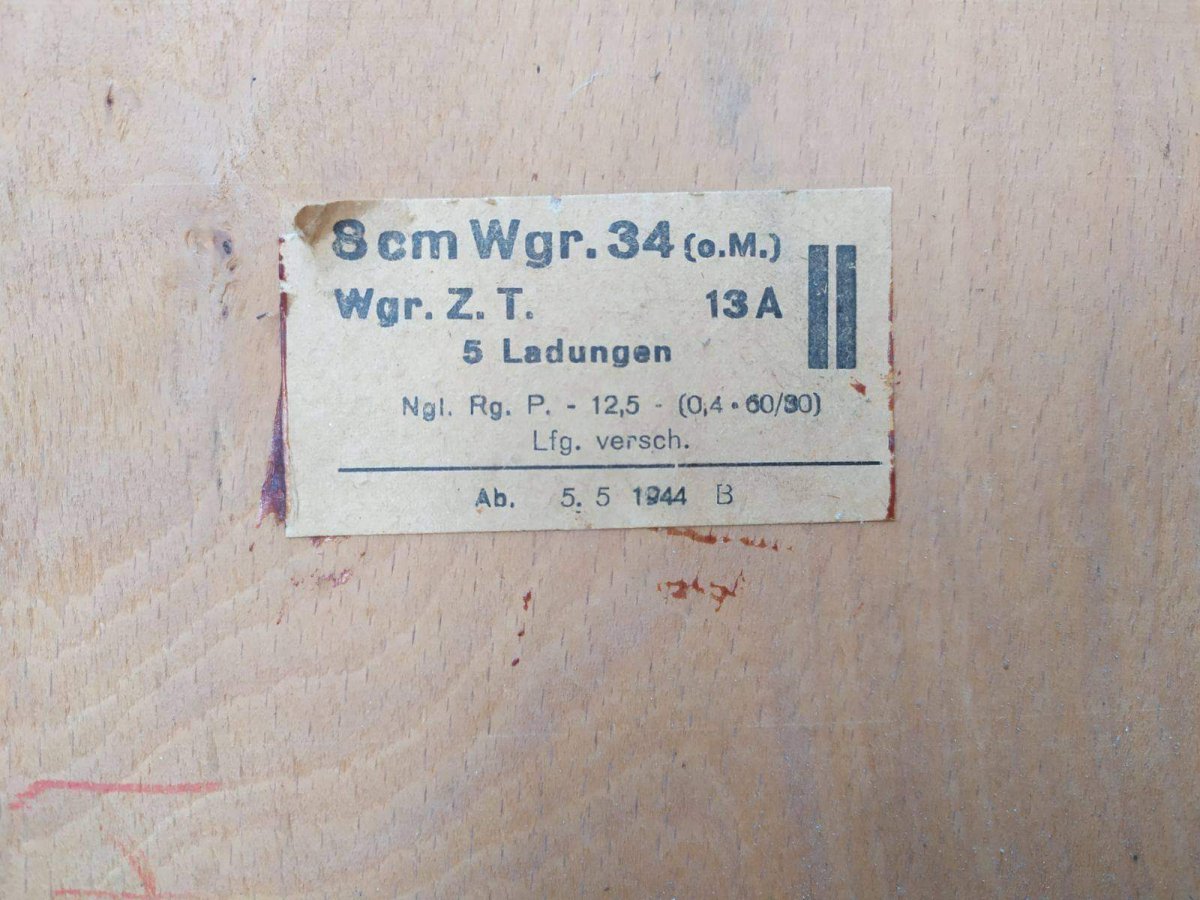 8 cm Wgr. 34 (o.M.)
Wgr. Z. T. 13 A
5 Ladungen
Ngl. Rg. P. - 12,5 - (0,4 • 60/30)
Lfg. versch.
Ab. 5. 5 1944 B